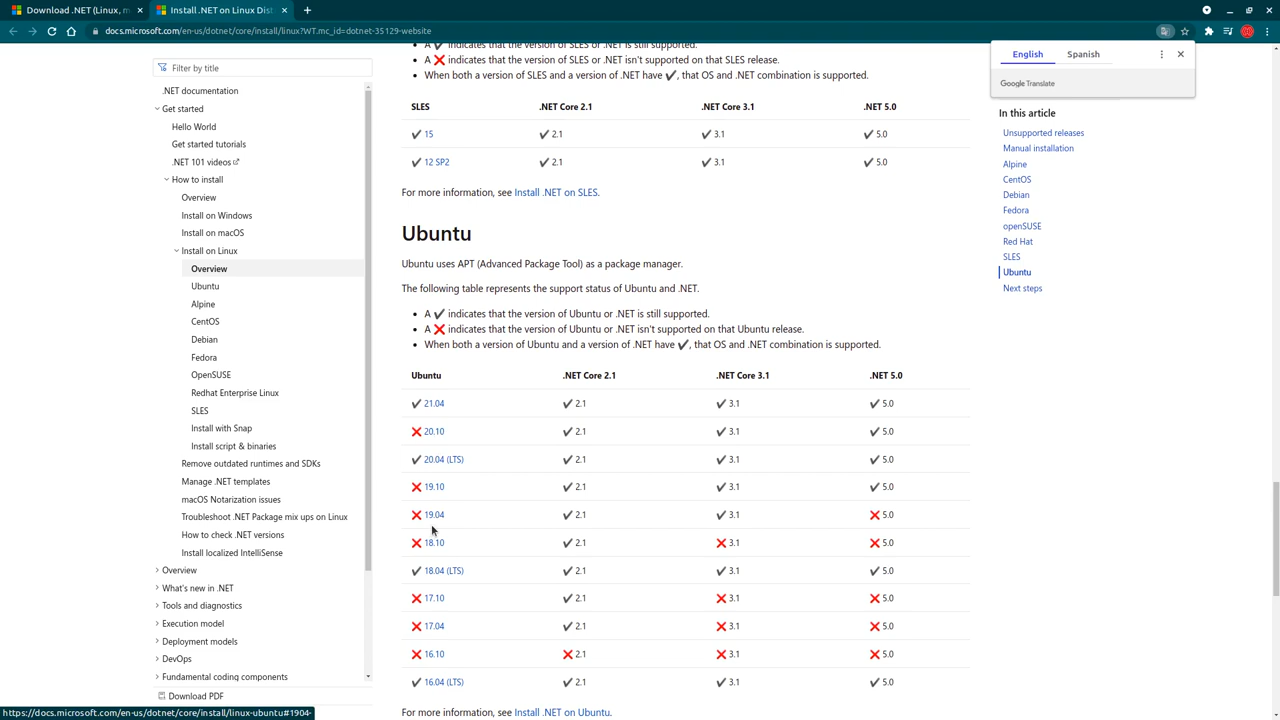 Download .NET (Linux, m
Install .NET on Linux Dist
docs.microsoft.com/en-us/dotnet/core/install/linux?WT.mc_id=dotnet-35129-website
English
Spanish
Google Translate
Filter by title
.NET documentation
Get started
Hello World
Get started tutorials
.NET 101 videos
How to install
Overview
Install on Windows
Install on macOS
Install on Linux
Overview
Ubuntu
Alpine
CentOS
Debian
Fedora
OpenSUSE
Redhat Enterprise Linux
SLES
Install with Snap
Install script & binaries
Remove outdated runtimes and SDKs
Manage .NET templates
macOS Notarization issues
Troubleshoot .NET Package mix ups on Linux
How to check .NET versions
Install localized IntelliSense
Overview
What's new in .NET
Tools and diagnostics
Execution model
Deployment models
DevOps
Fundamental coding components
Download PDF
https://docs.microsoft.com/en-us/dotnet/core/install/linux-ubuntu#1904-
A ✔ indicates that the version of SLES or .NET is still supported.
A ❌ indicates that the version of SLES or .NET isn't supported on that SLES release.
When both a version of SLES and a version of .NET have ✔, that OS and .NET combination is supported.
SLES .NET Core 2.1 .NET Core 3.1 .NET 5.0
✔ 15 ✔ 2.1 ✔ 3.1 ✔ 5.0
✔ 12 SP2 ✔ 2.1 ✔ 3.1 ✔ 5.0
For more information, see Install .NET on SLES.
Ubuntu
Ubuntu uses APT (Advanced Package Tool) as a package manager.
The following table represents the support status of Ubuntu and .NET.
A ✔ indicates that the version of Ubuntu or .NET is still supported.
A ❌ indicates that the version of Ubuntu or .NET isn't supported on that Ubuntu release.
When both a version of Ubuntu and a version of .NET have ✔, that OS and .NET combination is supported.
Ubuntu .NET Core 2.1 .NET Core 3.1 .NET 5.0
✔ 21.04 ✔ 2.1 ✔ 3.1 ✔ 5.0
❌ 20.10 ✔ 2.1 ✔ 3.1 ✔ 5.0
✔ 20.04 (LTS) ✔ 2.1 ✔ 3.1 ✔ 5.0
❌ 19.10 ✔ 2.1 ✔ 3.1 ✔ 5.0
❌ 19.04 ✔ 2.1 ✔ 3.1 ❌ 5.0
❌ 18.10 ✔ 2.1 ❌ 3.1 ❌ 5.0
✔ 18.04 (LTS) ✔ 2.1 ✔ 3.1 ✔ 5.0
❌ 17.10 ✔ 2.1 ❌ 3.1 ❌ 5.0
❌ 17.04 ✔ 2.1 ❌ 3.1 ❌ 5.0
❌ 16.10 ❌ 2.1 ❌ 3.1 ❌ 5.0
✔ 16.04 (LTS) ✔ 2.1 ✔ 3.1 ✔ 5.0
For more information, see Install .NET on Ubuntu.
In this article
Unsupported releases
Manual installation
Alpine
CentOS
Debian
Fedora
openSUSE
Red Hat
SLES
Ubuntu
Next steps